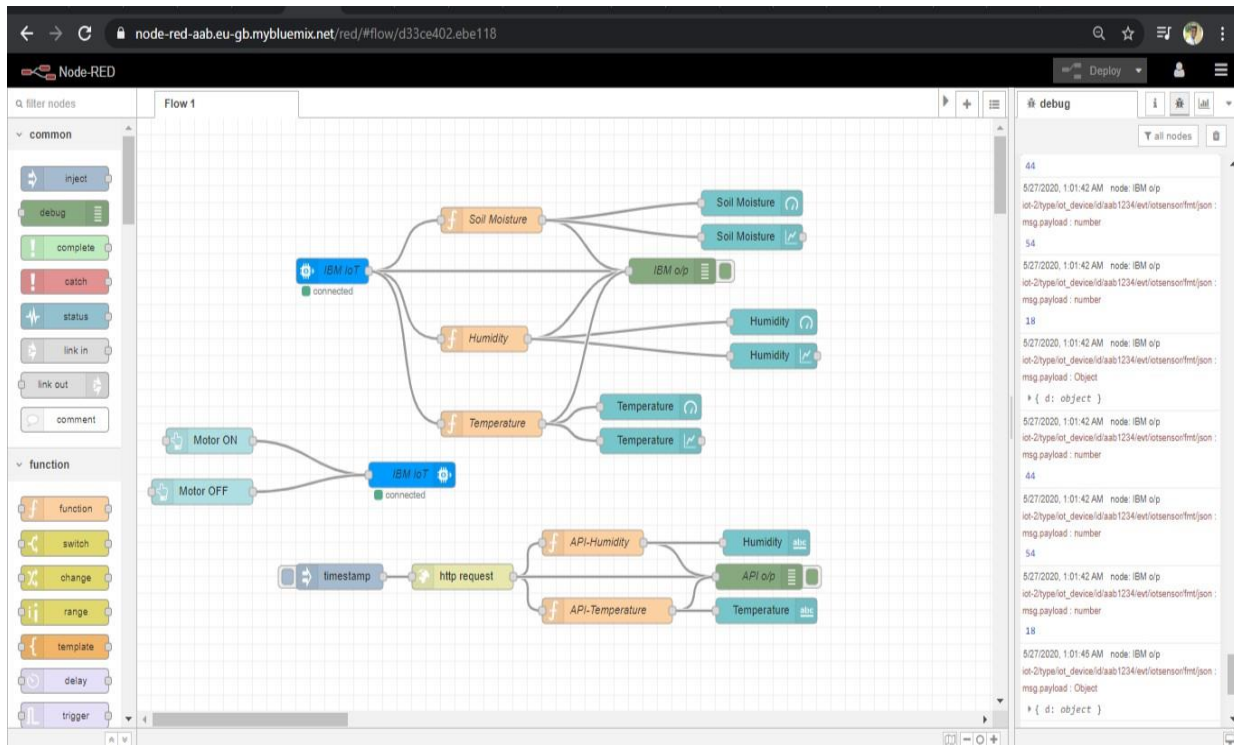 node-red-aab.eu-gb.mybluemix.net/red/#flow/d33ce402.ebe118
Node-RED
Deploy
filter nodes
common
inject
debug
complete
catch
status
link in
link out
comment
function
function
switch
change
range
template
delay
trigger
Flow 1
Soil Moisture
Soil Moisture
Soil Moisture
IBM IoT
connected
IBM o/p
Humidity
Humidity
Humidity
Temperature
Temperature
Temperature
Motor ON
Motor OFF
IBM IoT
connected
API-Humidity
Humidity
abc
timestamp
http request
API o/p
API-Temperature
Temperature
abc
debug
i
all nodes
44
5/27/2020, 1:01:42 AM node: IBM o/p
iot-2/type/iot_device/id/aab1234/evt/iotsensor/fmt/json :
msg.payload : number
54
5/27/2020, 1:01:42 AM node: IBM o/p
iot-2/type/iot_device/id/aab1234/evt/iotsensor/fmt/json :
msg.payload : number
18
5/27/2020, 1:01:42 AM node: IBM o/p
iot-2/type/iot_device/id/aab1234/evt/iotsensor/fmt/json :
msg.payload : Object
{ d: object }
5/27/2020, 1:01:42 AM node: IBM o/p
iot-2/type/iot_device/id/aab1234/evt/iotsensor/fmt/json :
msg.payload : number
44
5/27/2020, 1:01:42 AM node: IBM o/p
iot-2/type/iot_device/id/aab1234/evt/iotsensor/fmt/json :
msg.payload : number
54
5/27/2020, 1:01:42 AM node: IBM o/p
iot-2/type/iot_device/id/aab1234/evt/iotsensor/fmt/json :
msg.payload : number
18
5/27/2020, 1:01:45 AM node: IBM o/p
iot-2/type/iot_device/id/aab1234/evt/iotsensor/fmt/json :
msg.payload : Object
{ d: object }